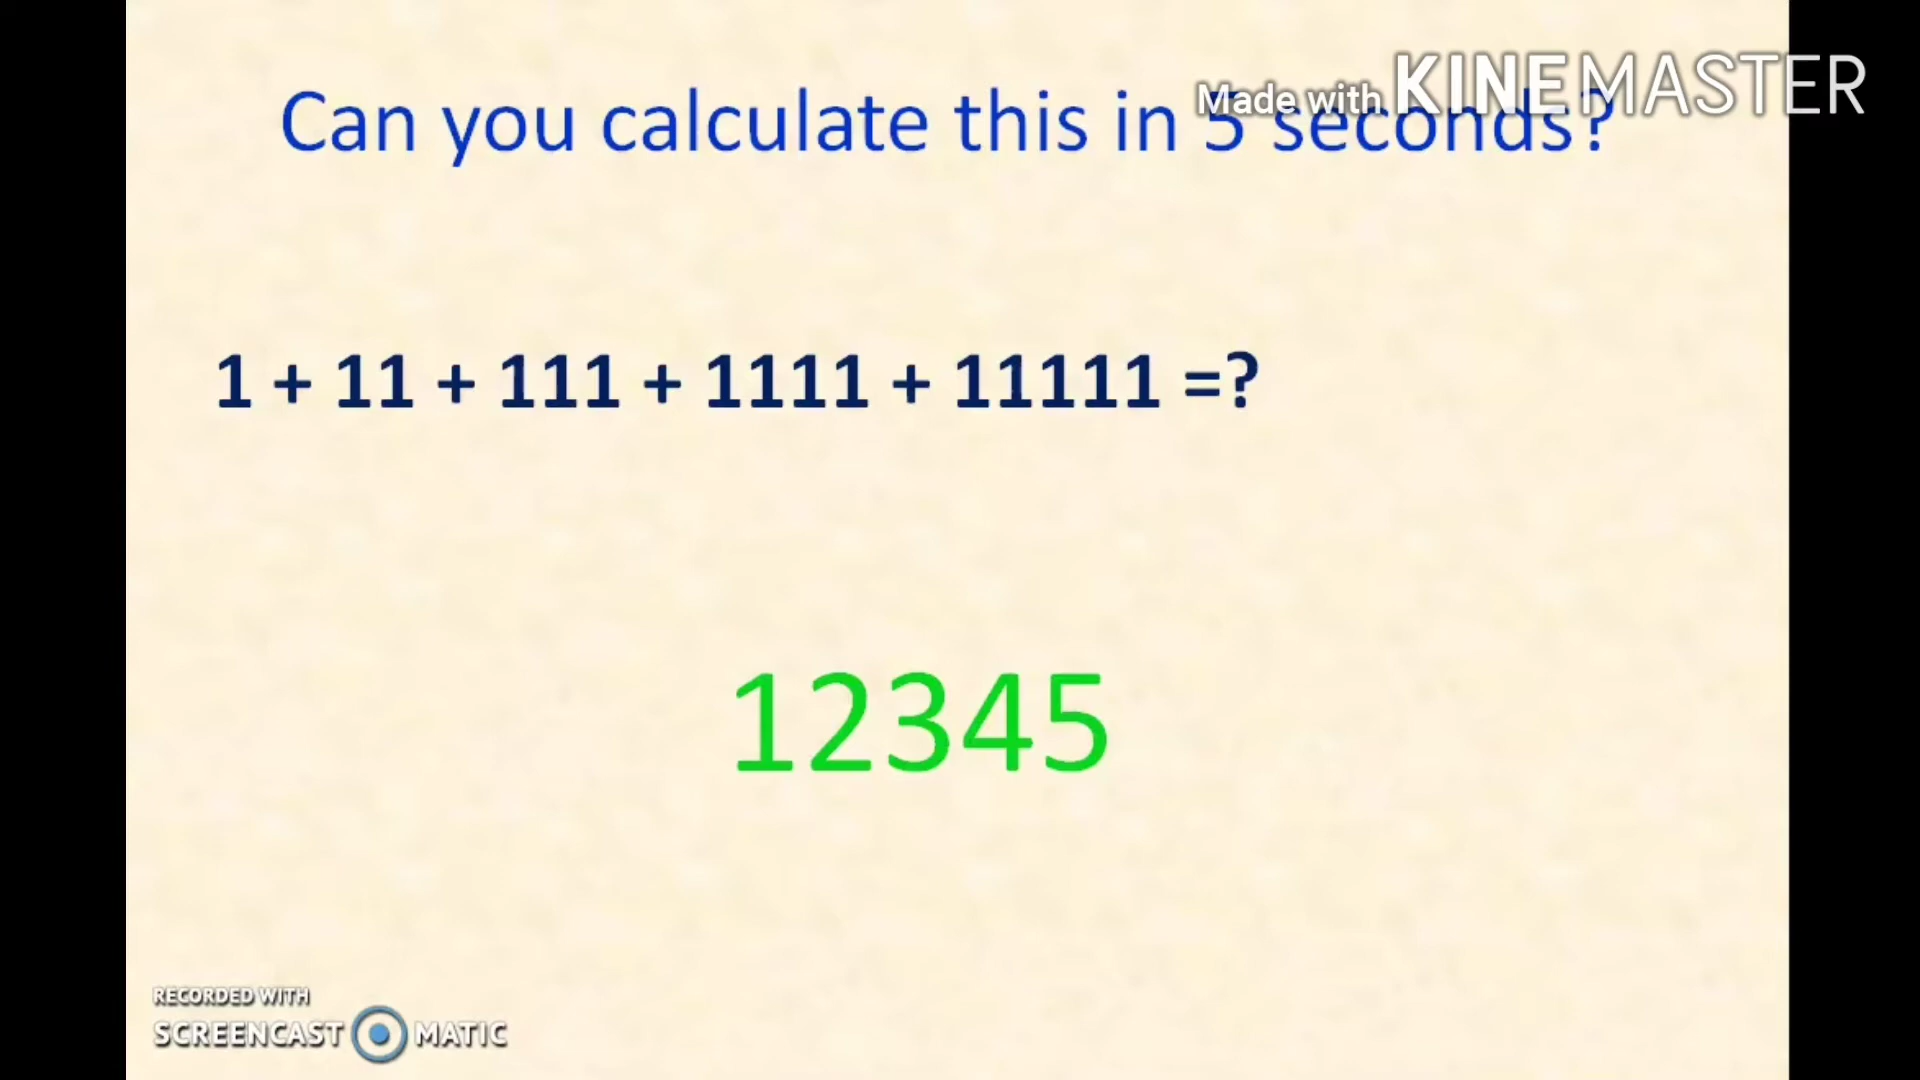 Made with KINEMASTER
Can you calculate this in 5 seconds?
1 + 11 + 111 + 1111 + 11111 =?
12345
RECORDED WITH
SCREENCAST MATIC